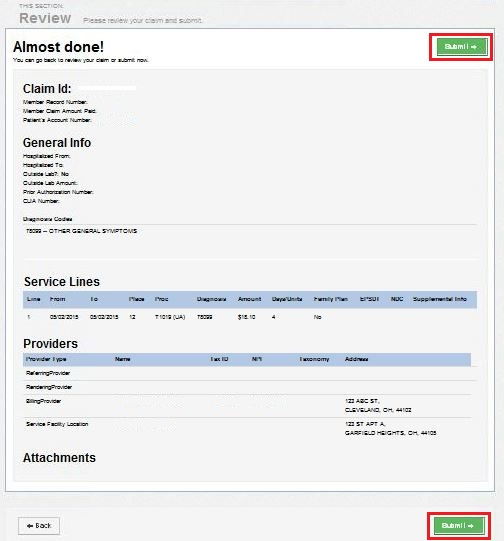 THIS SECTION:
Review Please review your claim and submit.
Almost done!
You can go back to review your claim or submit now.
Submit →
Claim Id:
Member Record Number:
Member Claim Amount Paid:
Patient's Account Number:
General Info
Hospitalized From:
Hospitalized To:
Outside Lab?: No
Outside Lab Amount:
Prior Authorization Number:
CLIA Number:
Diagnosis Codes
78099 -- OTHER GENERAL SYMPTOMS
Service Lines
Line From To Place Proc Diagnosis Amount Days/Units Family Plan EPSDT NDC Supplemental Info
1 05/02/2015 05/02/2015 12 T1019 (UA) 78099 $18.10 4 No
Providers
Provider Type Name Tax ID NPI Taxonomy Address
ReferringProvider
RenderingProvider
BillingProvider 123 ABC ST,
CLEVELAND, OH, 44102
Service Facility Location 123 ST APT A,
GARFIELD HEIGHTS, OH, 44105
Attachments
← Back
Submit →